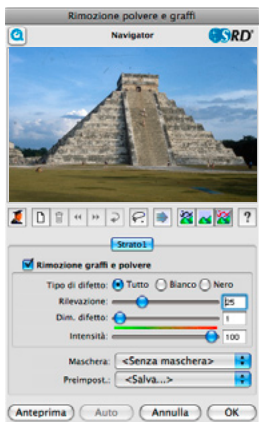 Rimozione polvere e graffi
Navigator
SRD
Strato1
Rimozione graffi e polvere
Tipo di difetto: Tutto Bianco Nero
Rilevazione: 25
Dim. difetto: 1
Intensità: 100
Maschera: <Senza maschera>
Preimpost.: <Salva...>
Anteprima Auto Annulla OK